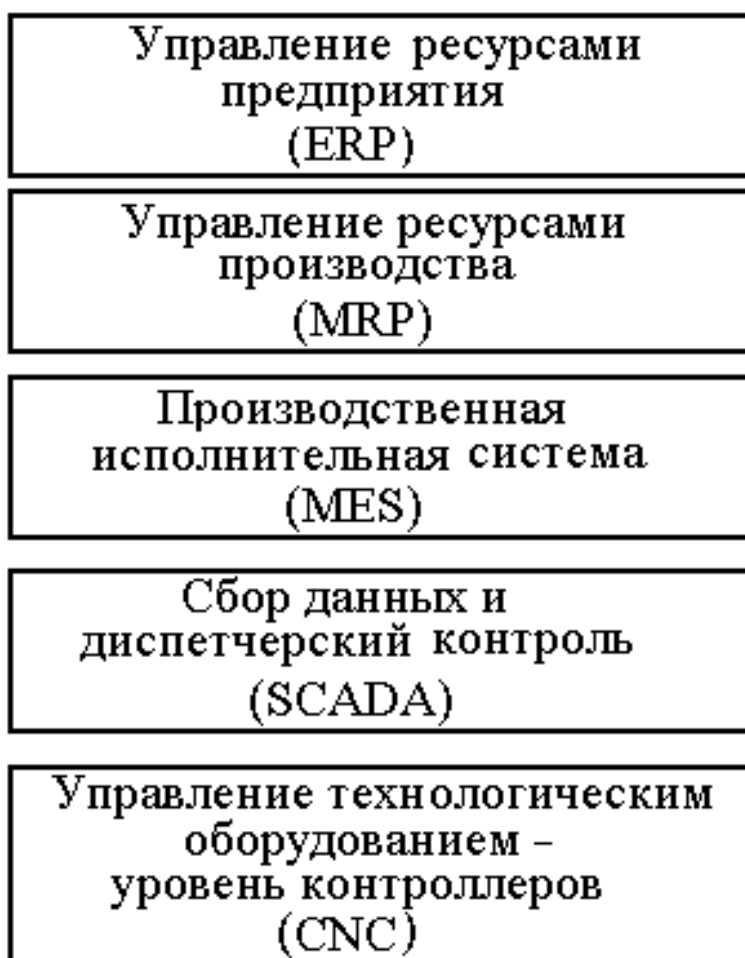 Управление ресурсами
предприятия
(ERP)
Управление ресурсами
производства
(MRP)
Производственная
исполнительная система
(MES)
Сбор данных и
диспетчерский контроль
(SCADA)
Управление технологическим
оборудованием –
уровень контроллеров
(CNC)